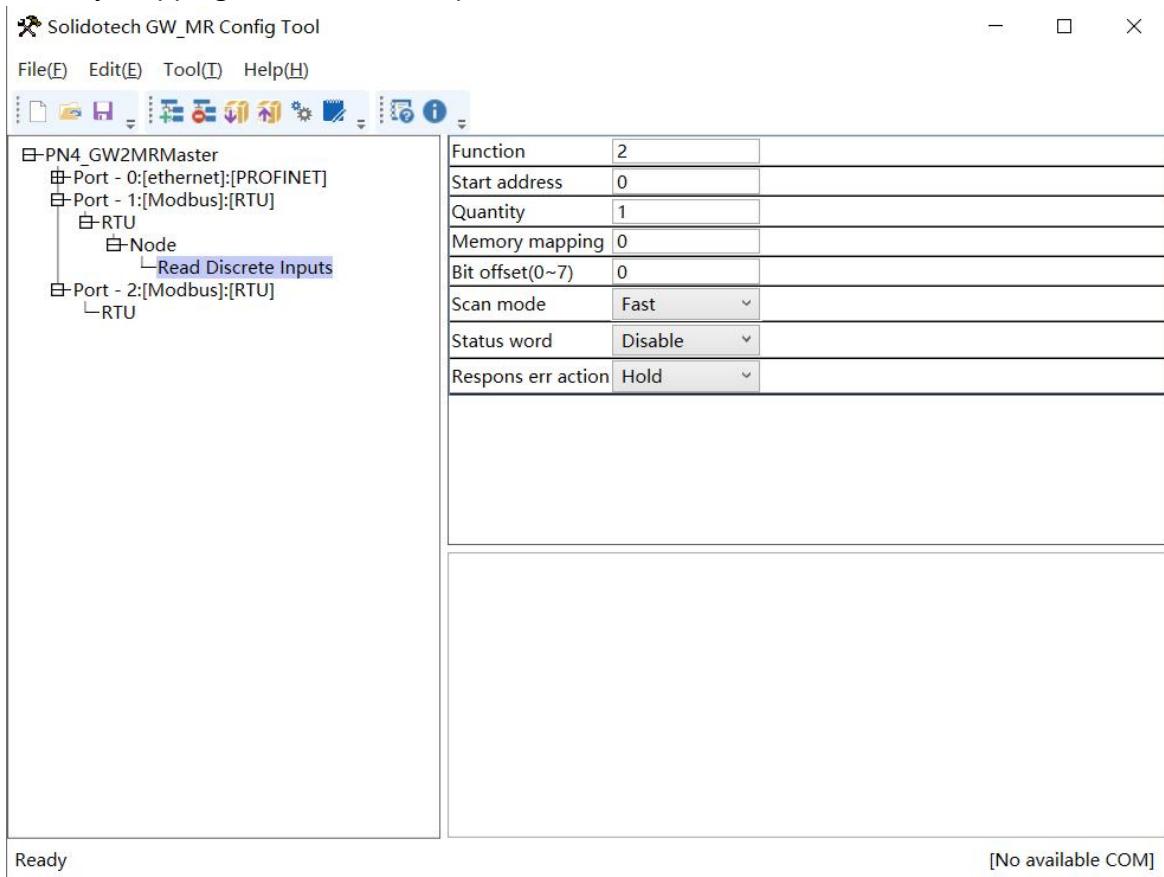 Solidotech GW_MR Config Tool
File(F) Edit(E) Tool(T) Help(H)
PN4_GW2MRMaster
Port - 0:[ethernet]:[PROFINET]
Port - 1:[Modbus]:[RTU]
RTU
Node
Read Discrete Inputs
Port - 2:[Modbus]:[RTU]
RTU
Function 2
Start address 0
Quantity 1
Memory mapping 0
Bit offset(0~7) 0
Scan mode Fast
Status word Disable
Respons err action Hold
Ready [No available COM]